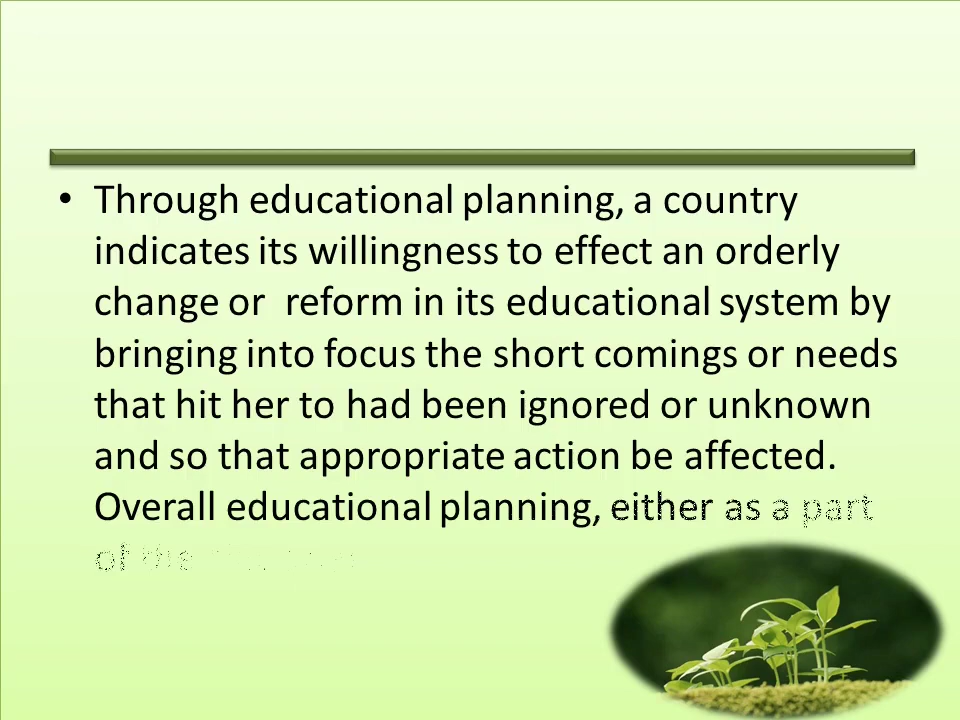 • Through educational planning, a country
indicates its willingness to effect an orderly
change or  reform in its educational system by
bringing into focus the short comings or needs
that hit her to had been ignored or unknown
and so that appropriate action be affected.
Overall educational planning, either as a part
of the